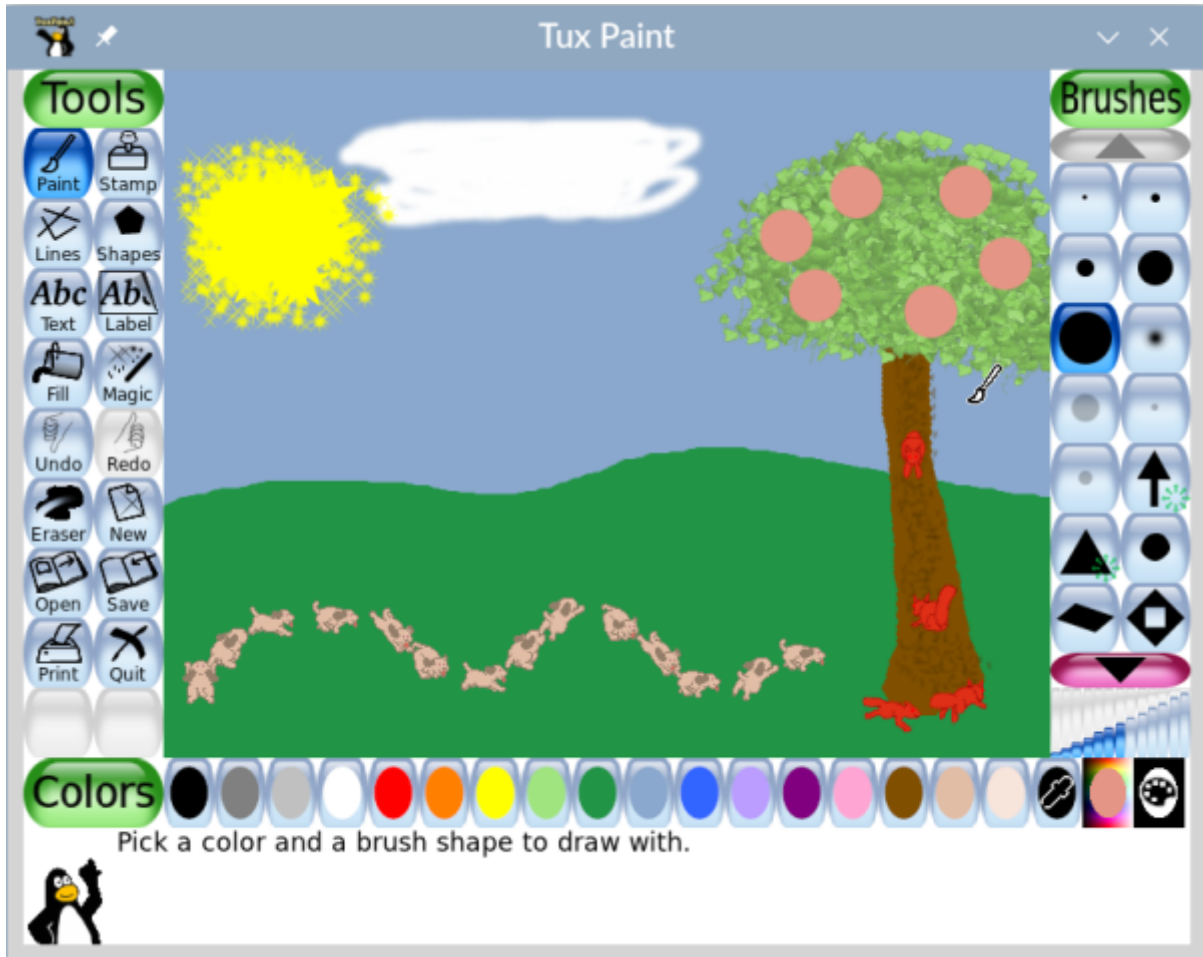 Tux Paint
Tools
Brushes
Paint
Stamp
Lines
Shapes
Abc
Abc
Text
Label
Fill
Magic
Undo
Redo
Eraser
New
Open
Save
Print
Quit
Colors
Pick a color and a brush shape to draw with.